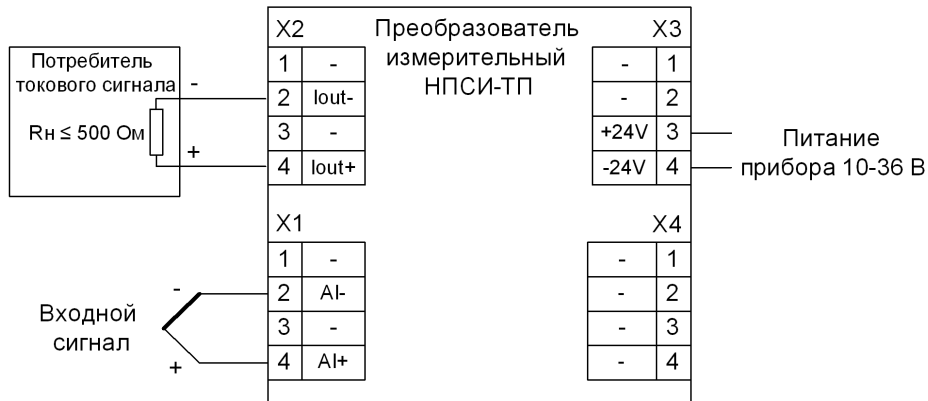 X2
Преобразователь
измерительный
НПСИ-ТП
X3
Потребитель
токового сигнала
Rн ≤ 500 Ом
-
+
1 -
2 Iout-
3 -
4 Iout+
- 1
- 2
+24V 3
-24V 4
Питание
прибора 10-36 В
X1
X4
1 -
2 AI-
3 -
4 AI+
Входной
сигнал
-
+
- 1
- 2
- 3
- 4